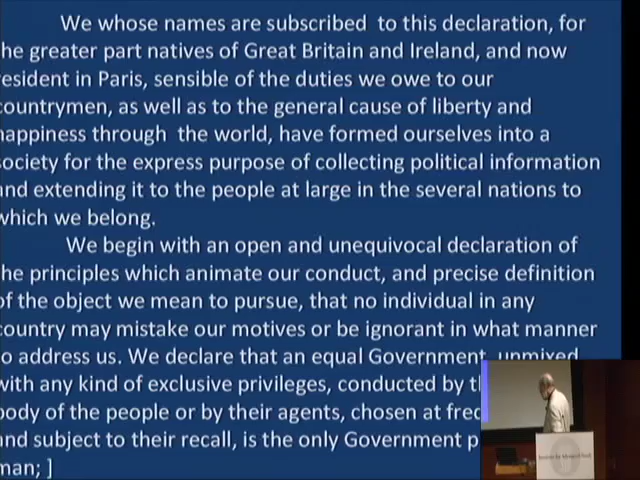 We whose names are subscribed to this declaration, for
he greater part natives of Great Britain and Ireland, and now
esident in Paris, sensible of the duties we owe to our
countrymen, as well as to the general cause of liberty and
happiness through the world, have formed ourselves into a
society for the express purpose of collecting political information
and extending it to the people at large in the several nations to
which we belong.
We begin with an open and unequivocal declaration of
he principles which animate our conduct, and precise definition
of the object we mean to pursue, that no individual in any
country may mistake our motives or be ignorant in what manner
o address us. We declare that an equal Government, unmixed
with any kind of exclusive privileges, conducted by t
body of the people or by their agents, chosen at fre
and subject to their recall, is the only Government p
man; ]
Institute for Advanced Study